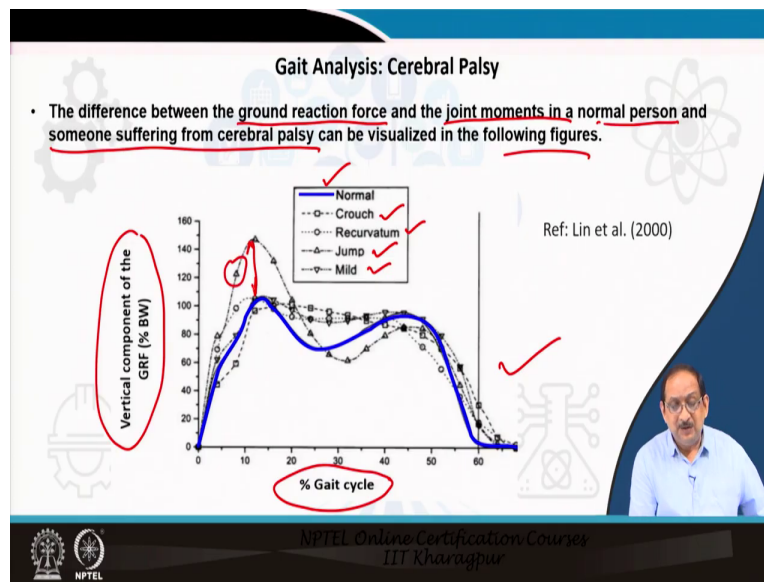 Gait Analysis: Cerebral Palsy
• The difference between the ground reaction force and the joint moments in a normal person and
someone suffering from cerebral palsy can be visualized in the following figures.
Normal
Crouch
Recurvatum
Jump
Mild
Ref: Lin et al. (2000)
Vertical component of the
GRF (% BW)
160
140
120
100
80
60
40
20
0
0
10
20
30
40
50
60
% Gait cycle
NPTEL
NPTEL Online Certification Courses
IIT Kharagpur